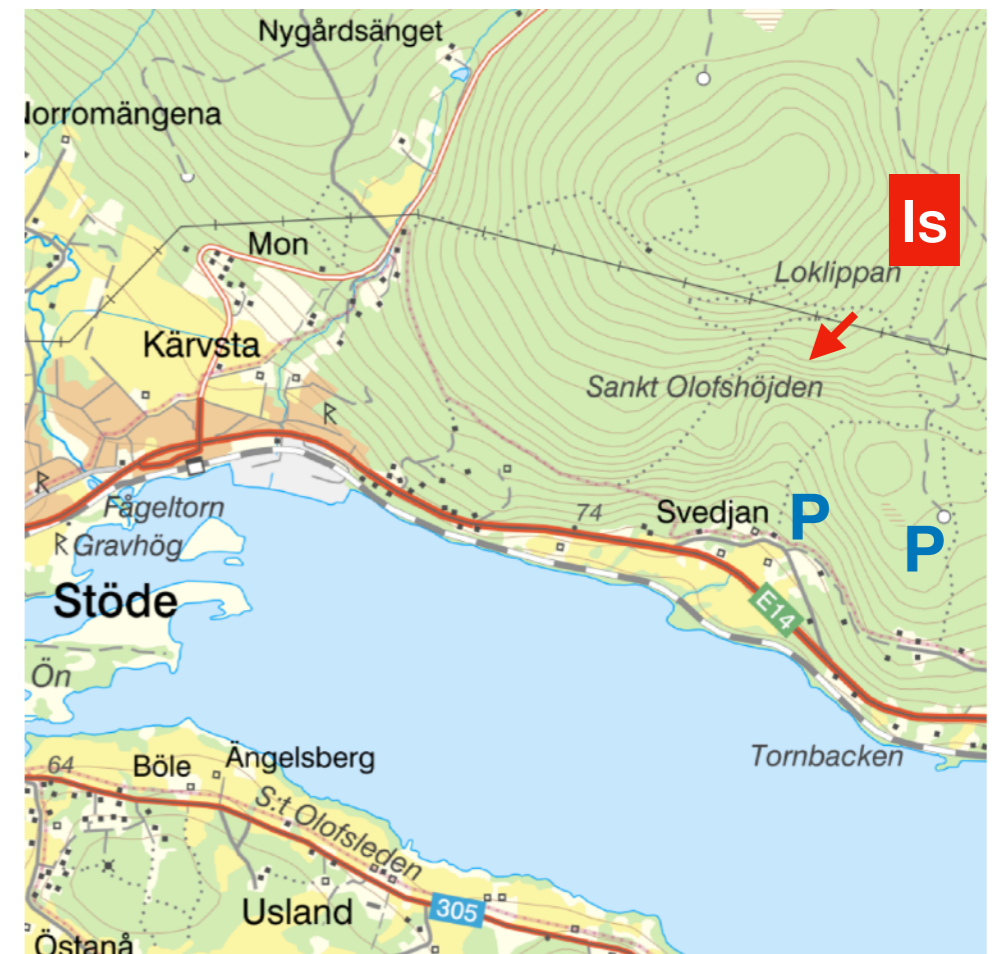 Nygårdsänget
Norromängena
Is
Mon
Loklippan
Kärvsta
Sankt Olofshöjden
R
R
Fågeltorn
74
Svedjan
P
P
R Gravhög
Stöde
E14
Ön
Tornbacken
64
Böle
Ängelsberg
S:t Olofsleden
Usland
305
Östanå